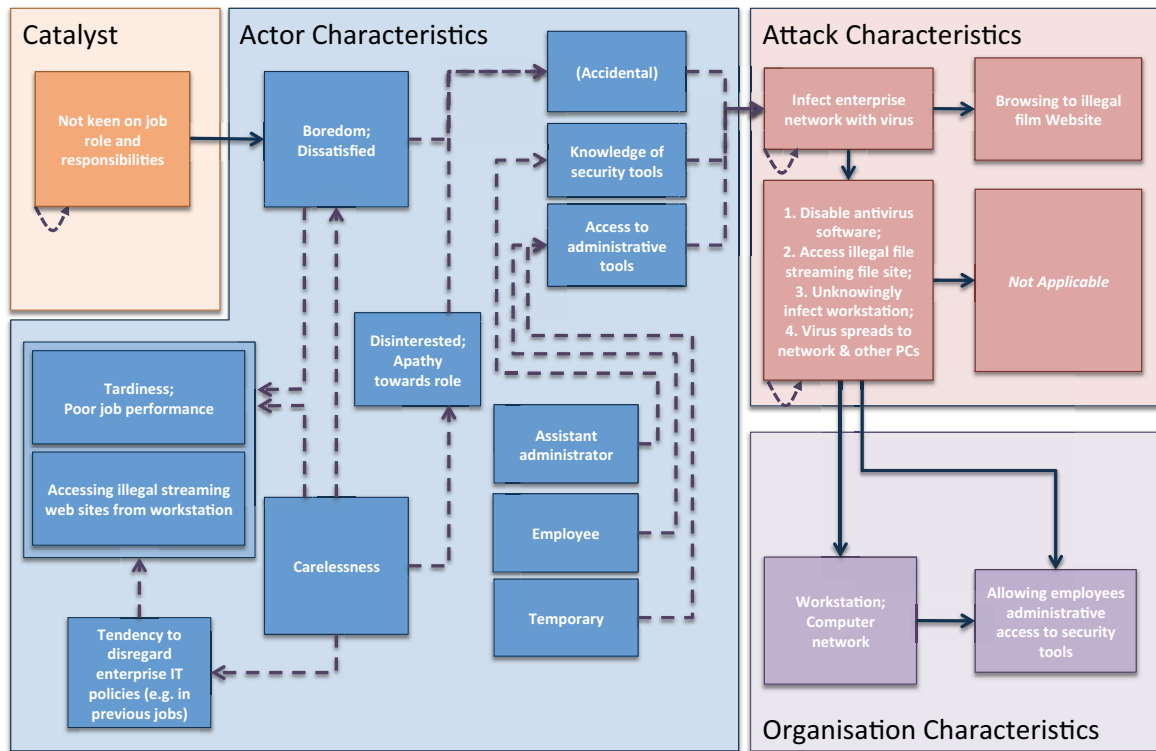 Catalyst
Not keen on job
role and
responsibilities
Actor Characteristics
Boredom;
Dissatisfied
(Accidental)
Knowledge of
security tools
Access to
administrative
tools
Disinterested;
Apathy
towards role
Tardiness;
Poor job performance
Accessing illegal streaming
web sites from workstation
Carelessness
Tendency to
disregard
enterprise IT
policies (e.g. in
previous jobs)
Assistant
administrator
Employee
Temporary
Attack Characteristics
Infect enterprise
network with virus
Browsing to illegal
film Website
1. Disable antivirus
software;
2. Access illegal file
streaming file site;
3. Unknowingly
infect workstation;
4. Virus spreads to
network & other PCs
Not Applicable
Workstation;
Computer
network
Allowing employees
administrative
access to security
tools
Organisation Characteristics